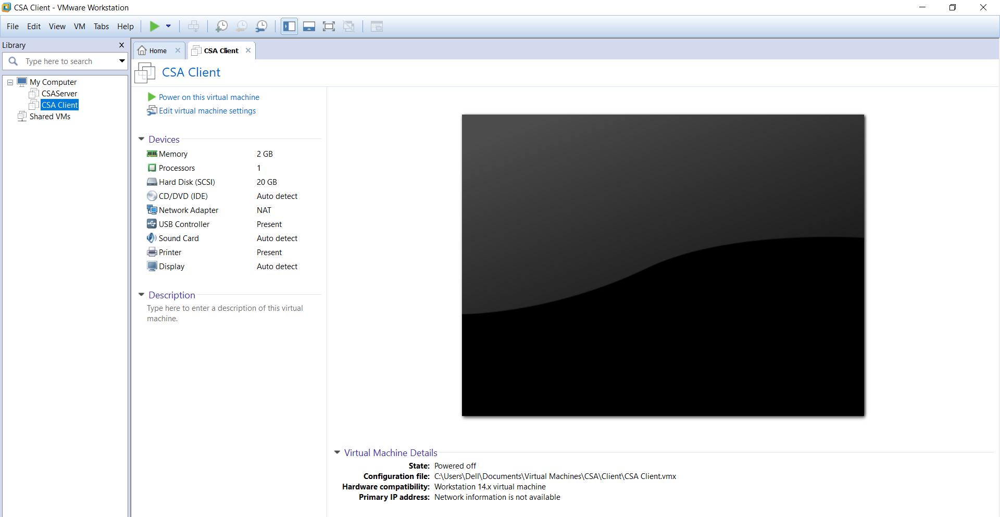 CSA Client - VMware Workstation
File Edit View VM Tabs Help
Library
Type here to search
My Computer
CSAServer
CSA Client
Shared VMs
Home
CSA Client
CSA Client
Power on this virtual machine
Edit virtual machine settings
Devices
Memory 2 GB
Processors 1
Hard Disk (SCSI) 20 GB
CD/DVD (IDE) Auto detect
Network Adapter NAT
USB Controller Present
Sound Card Auto detect
Printer Present
Display Auto detect
Description
Type here to enter a description of this virtual
machine.
Virtual Machine Details
State: Powered off
Configuration file: C:\Users\Dell\Documents\Virtual Machines\CSA\Client\CSA Client.vmx
Hardware compatibility: Workstation 14.x virtual machine
Primary IP address: Network information is not available